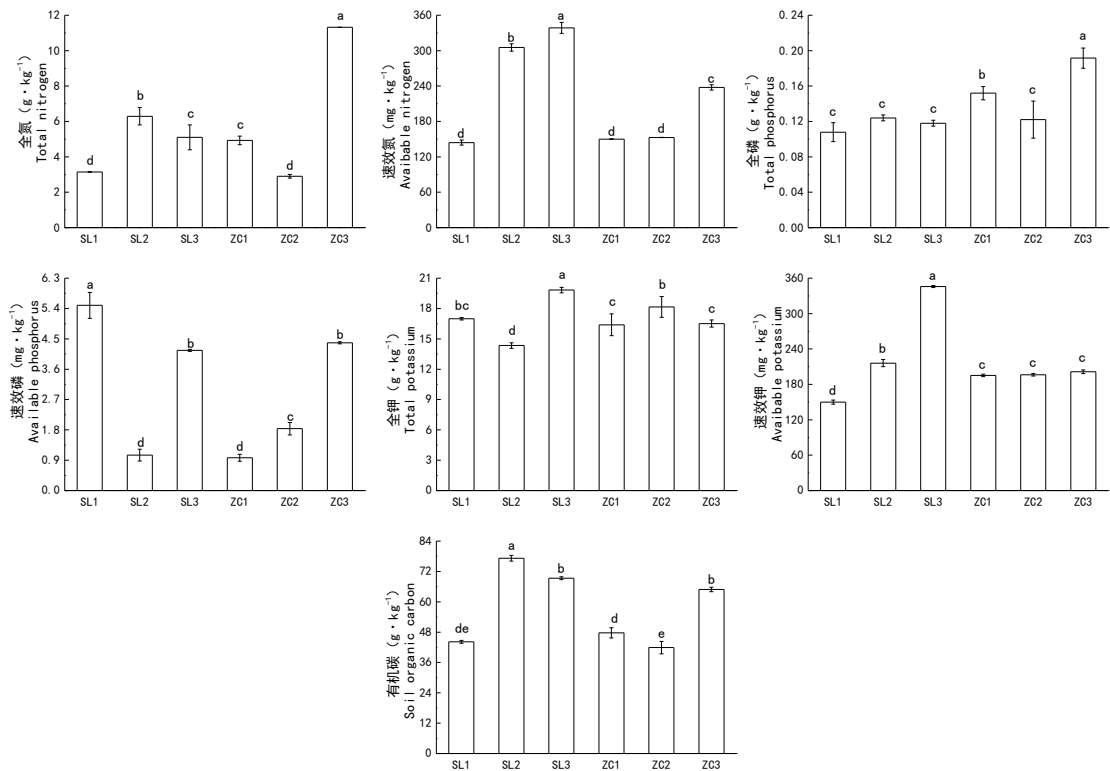 全氮 (g·kg⁻¹)
Total nitrogen
12
10
8
6
4
2
0
d
b
c
c
d
a
SL1 SL2 SL3 ZC1 ZC2 ZC3
速效氮 (mg·kg⁻¹)
Avaibable nitrogen
360
300
240
180
120
60
0
d
b
a
d
d
c
SL1 SL2 SL3 ZC1 ZC2 ZC3
全磷 (g·kg⁻¹)
Total phosphorus
0.24
0.20
0.16
0.12
0.08
0.04
0.00
c
c
c
b
c
a
SL1 SL2 SL3 ZC1 ZC2 ZC3
速效磷 (mg·kg⁻¹)
Available phosphorus
6.3
5.4
4.5
3.6
2.7
1.8
0.9
0.0
a
d
b
d
c
b
SL1 SL2 SL3 ZC1 ZC2 ZC3
全钾 (g·kg⁻¹)
Total potassium
21
18
15
12
9
6
3
0
bc
d
a
c
b
c
SL1 SL2 SL3 ZC1 ZC2 ZC3
速效钾 (mg·kg⁻¹)
Avaibable potassium
360
300
240
180
120
60
0
d
b
a
c
c
c
SL1 SL2 SL3 ZC1 ZC2 ZC3
有机碳 (g·kg⁻¹)
Soil organic carbon
84
72
60
48
36
24
12
0
de
a
b
d
e
b
SL1 SL2 SL3 ZC1 ZC2 ZC3